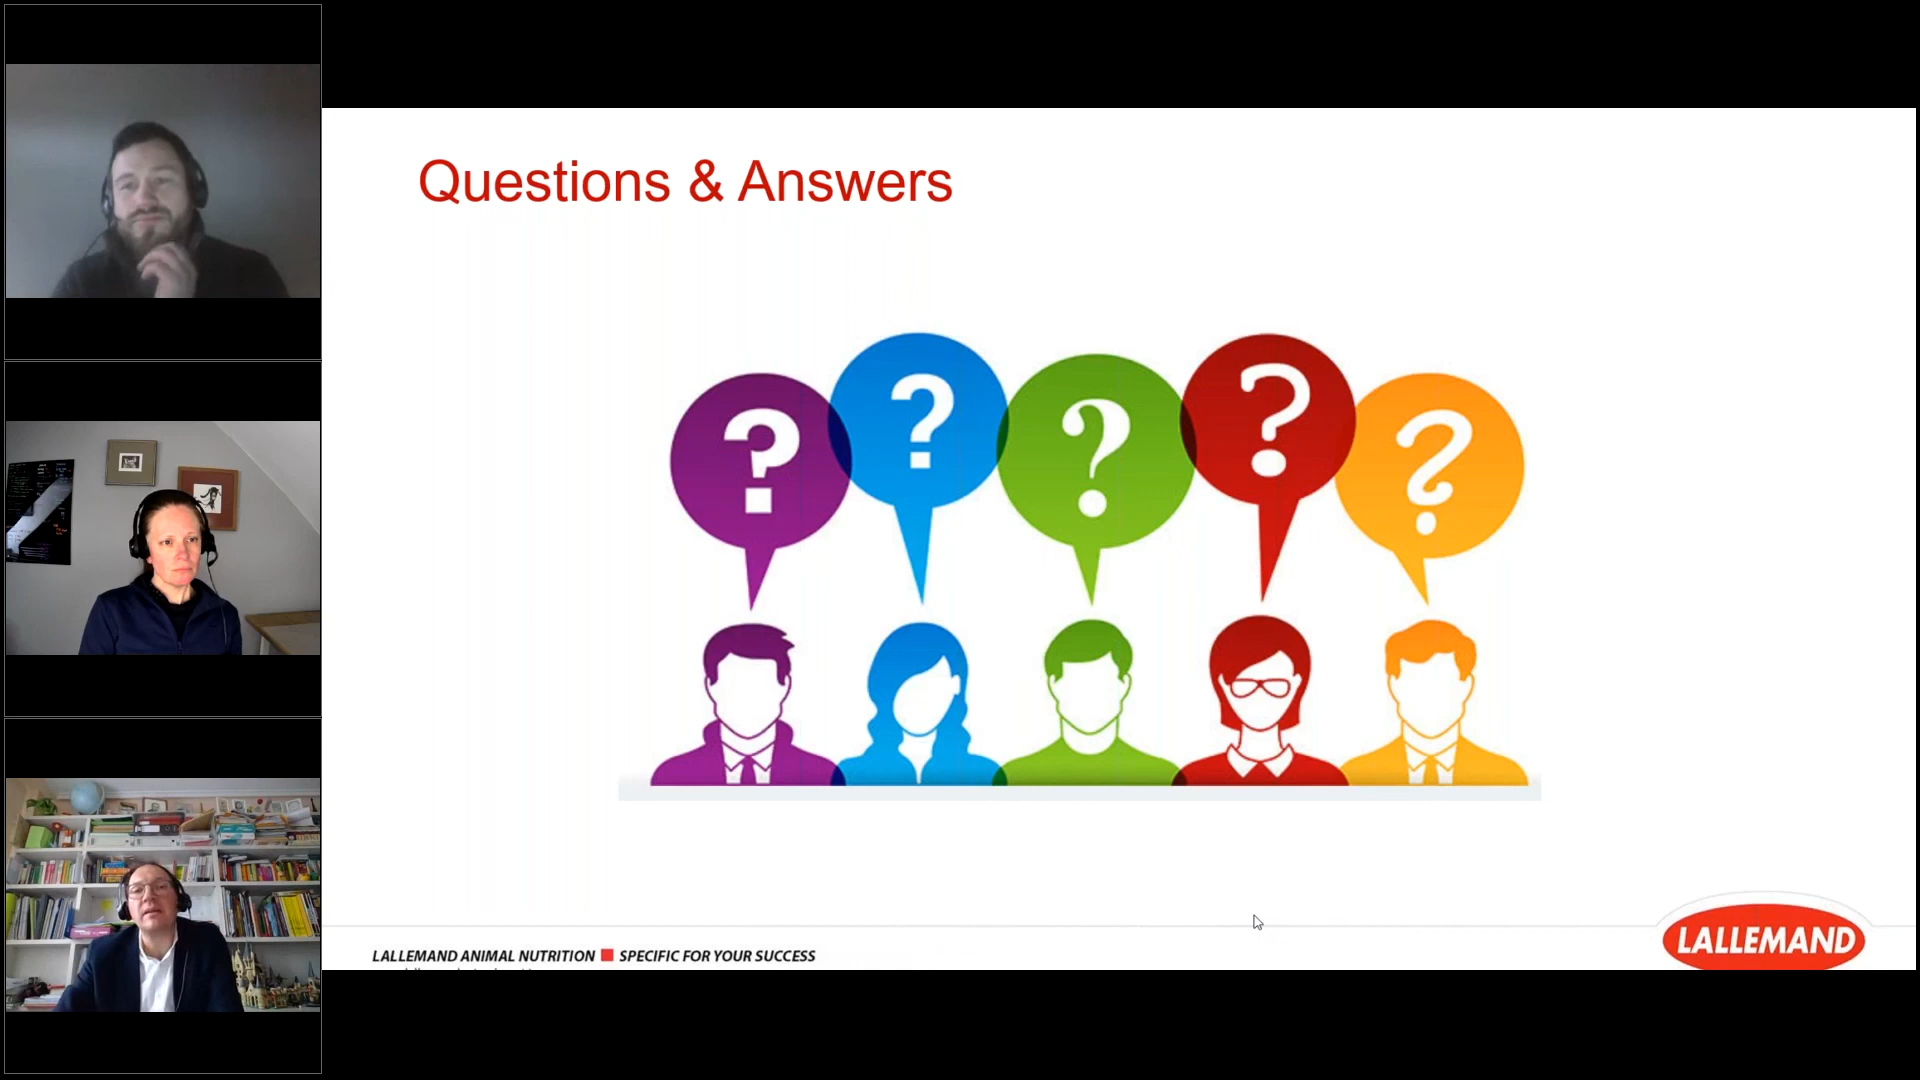 Questions & Answers
? ? ? ? ?
LALLEMAND ANIMAL NUTRITION ■ SPECIFIC FOR YOUR SUCCESS
LALLEMAND